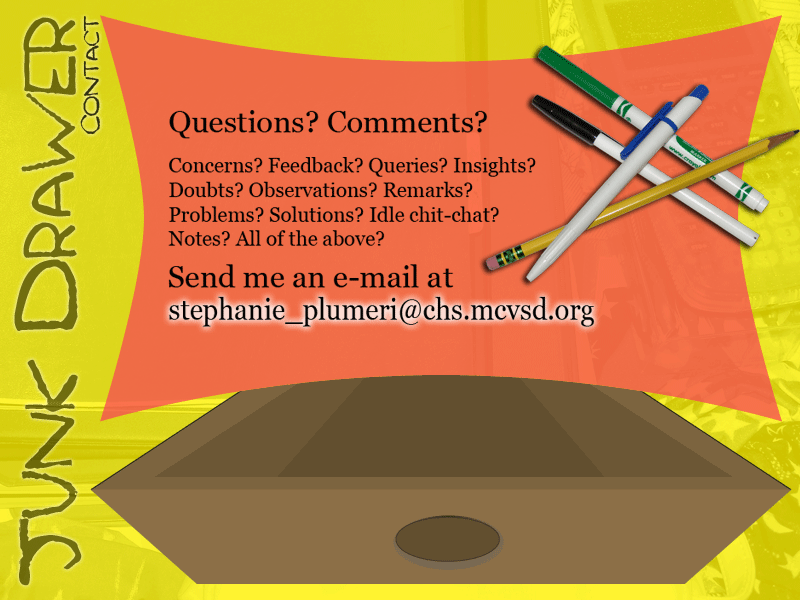 JUNK DRAWER
CONTACT
Questions? Comments?
Concerns? Feedback? Queries? Insights?
Doubts? Observations? Remarks?
Problems? Solutions? Idle chit-chat?
Notes? All of the above?
Send me an e-mail at
stephanie_plumeri@chs.mcvsd.org